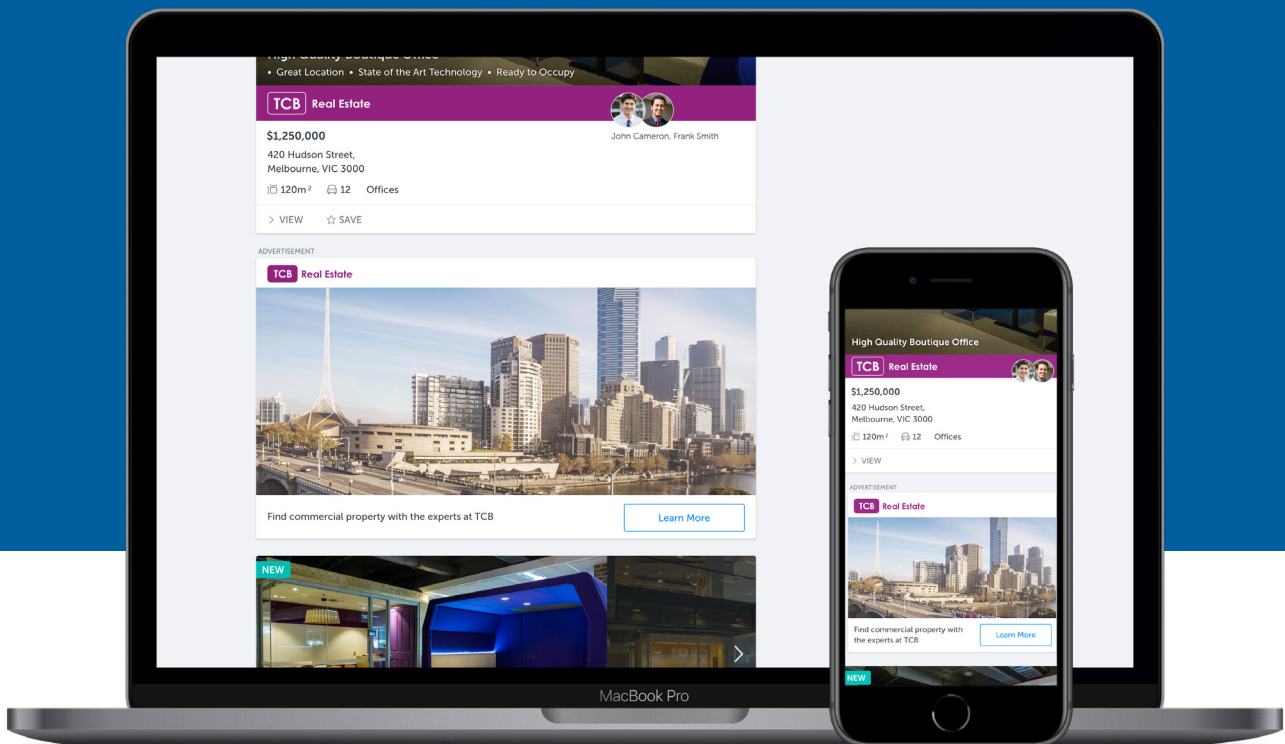 High Quality Boutique Office
• Great Location • State of the Art Technology • Ready to Occupy
TCB Real Estate
$1,250,000
John Cameron, Frank Smith
420 Hudson Street,
Melbourne, VIC 3000
120m² 12 Offices
> VIEW ☆ SAVE
ADVERTISEMENT
TCB Real Estate
Find commercial property with the experts at TCB
Learn More
NEW
MacBook Pro
High Quality Boutique Office
TCB Real Estate
$1,250,000
420 Hudson Street,
Melbourne, VIC 3000
120m² 12 Offices
> VIEW
ADVERTISEMENT
TCB Real Estate
Find commercial property with
the experts at TCB
Learn More
NEW